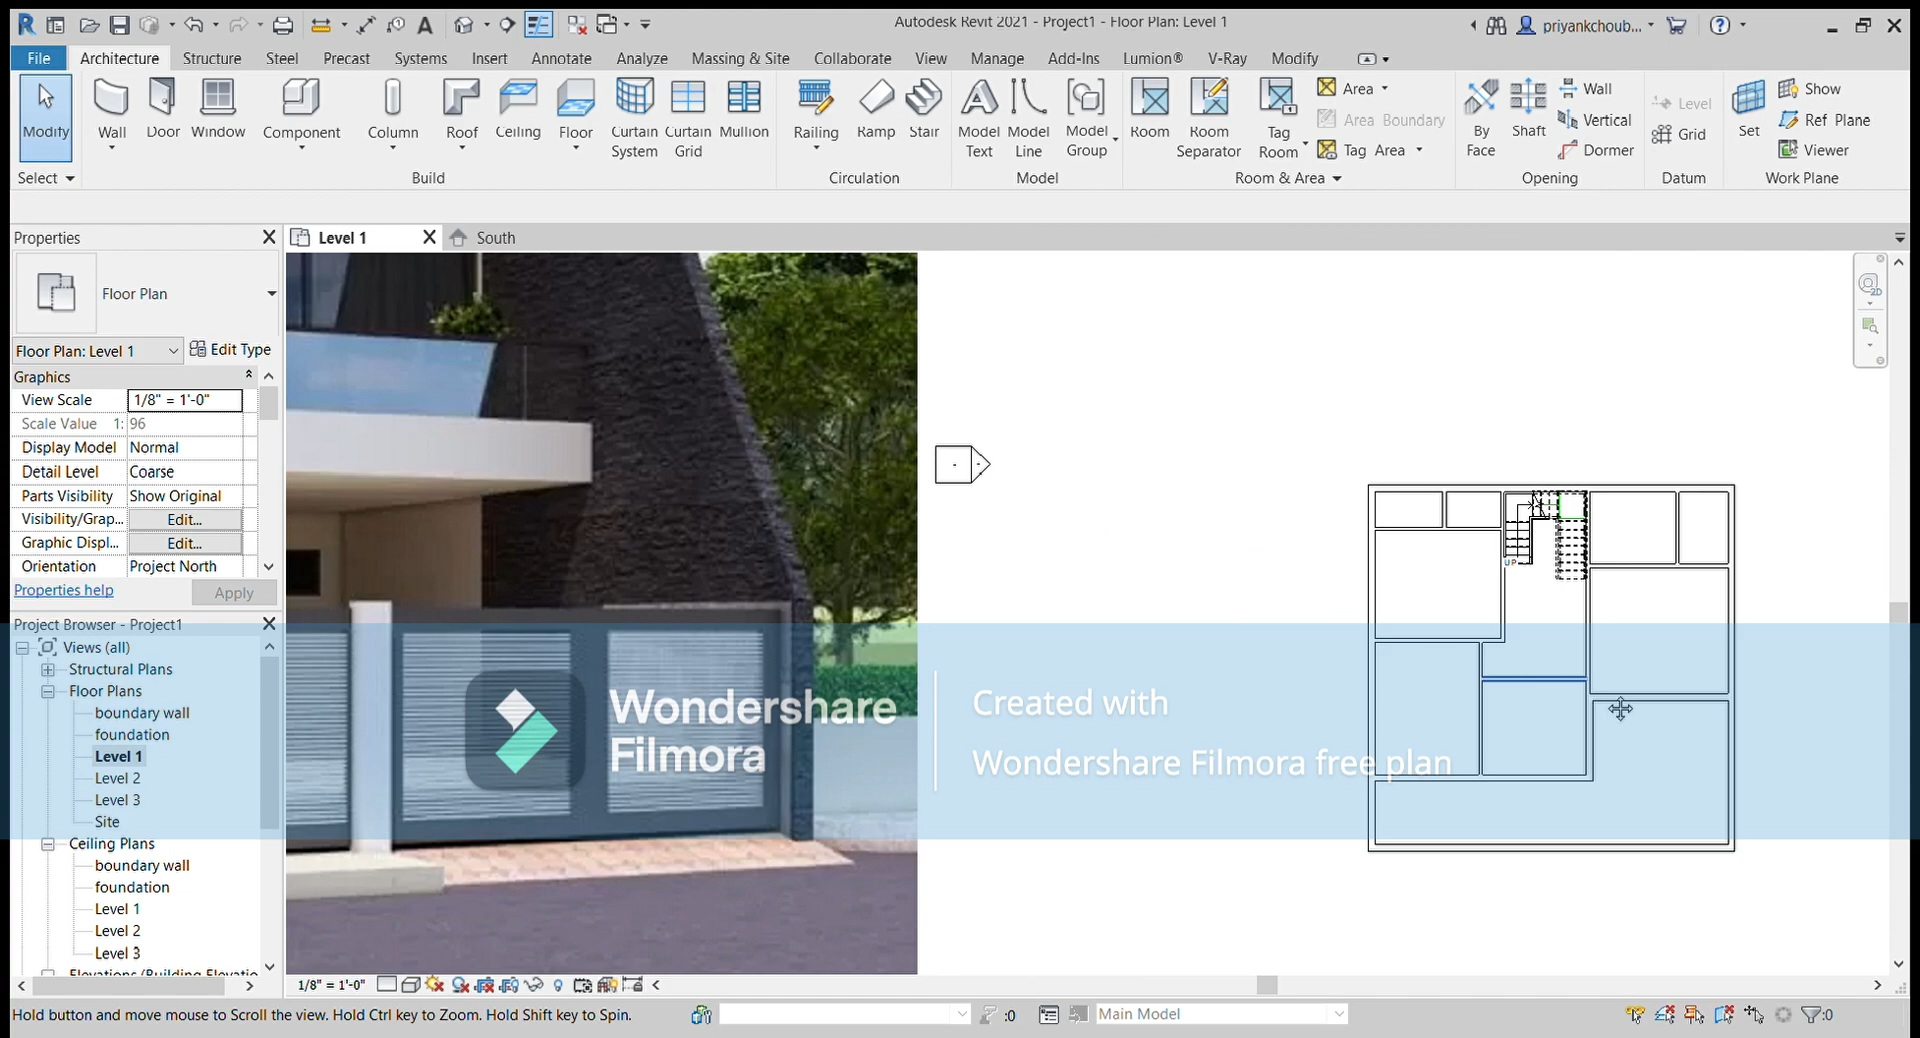 Autodesk Revit 2021 - Project1 - Floor Plan: Level 1
priyankchoub...
File Architecture Structure Steel Precast Systems Insert Annotate Analyze Massing & Site Collaborate View Manage Add-Ins Lumion® V-Ray Modify
Modify
Wall
Door
Window
Component
Column
Roof
Ceiling
Floor
Curtain System
Curtain Grid
Mullion
Railing
Ramp
Stair
Model Text
Model Line
Model Group
Room
Room Separator
Tag Room
Area
Area Boundary
Tag Area
By Face
Shaft
Wall
Vertical
Dormer
Level
Grid
Set
Show
Ref Plane
Viewer
Select
Build
Circulation
Model
Room & Area
Opening
Datum
Work Plane
Properties
Level 1
South
Floor Plan
Floor Plan: Level 1
Edit Type
Graphics
View Scale 1/8" = 1'-0"
Scale Value 1: 96
Display Model Normal
Detail Level Coarse
Parts Visibility Show Original
Visibility/Grap... Edit...
Graphic Displ... Edit...
Orientation Project North
Properties help
Apply
Project Browser - Project1
Views (all)
Structural Plans
Floor Plans
boundary wall
foundation
Level 1
Level 2
Level 3
Site
Ceiling Plans
boundary wall
foundation
Level 1
Level 2
Level 3
Elevations (Building Elevatio
UP
Wondershare
Filmora
Created with
Wondershare Filmora free plan
1/8" = 1'-0"
Hold button and move mouse to Scroll the view. Hold Ctrl key to Zoom. Hold Shift key to Spin.
:0
Main Model
:0